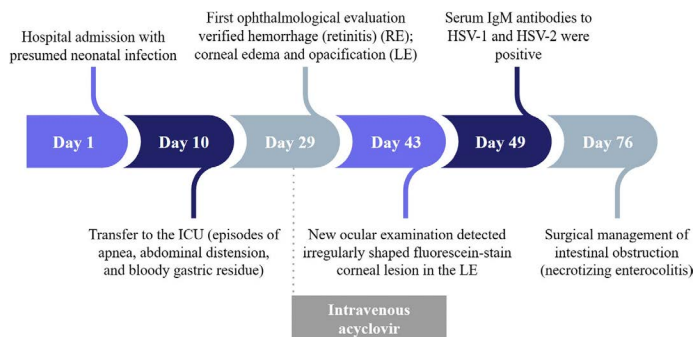 Hospital admission with
presumed neonatal infection
First ophthalmological evaluation
verified hemorrhage (retinitis) (RE);
corneal edema and opacification (LE)
Serum IgM antibodies to
HSV-1 and HSV-2 were
positive
Day 1
Day 10
Day 29
Day 43
Day 49
Day 76
Transfer to the ICU (episodes of
apnea, abdominal distension,
and bloody gastric residue)
New ocular examination detected
irregularly shaped fluorescein-stain
corneal lesion in the LE
Surgical management of
intestinal obstruction
(necrotizing enterocolitis)
Intravenous
acyclovir